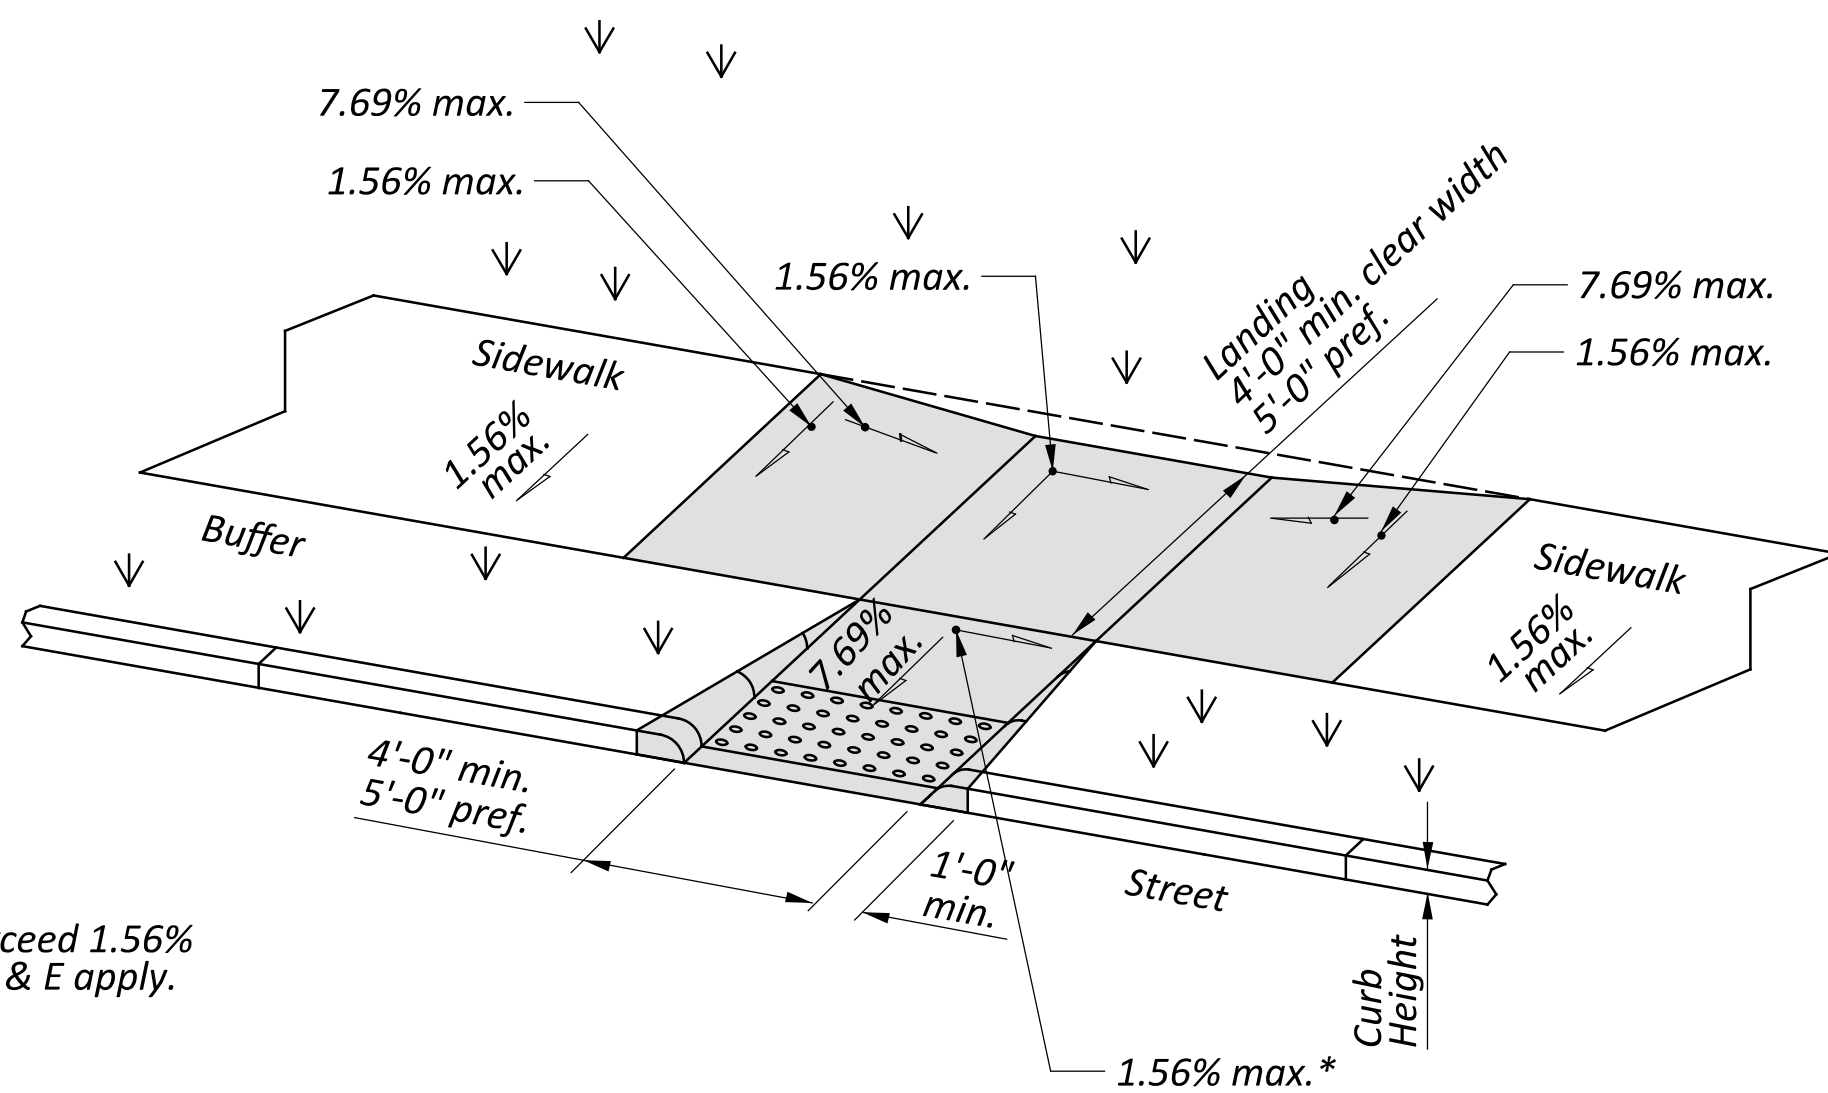 7.69% max.
1.56% max.
1.56% max.
Landing
4'-0" min. clear width
5'-0" pref.
7.69% max.
1.56% max.
Sidewalk
1.56%
max.
Buffer
Sidewalk
1.56%
max.
7.69%
max.
4'-0" min.
5'-0" pref.
1'-0"
min.
Street
Curb
Height
ceed 1.56%
& E apply.
1.56% max.*